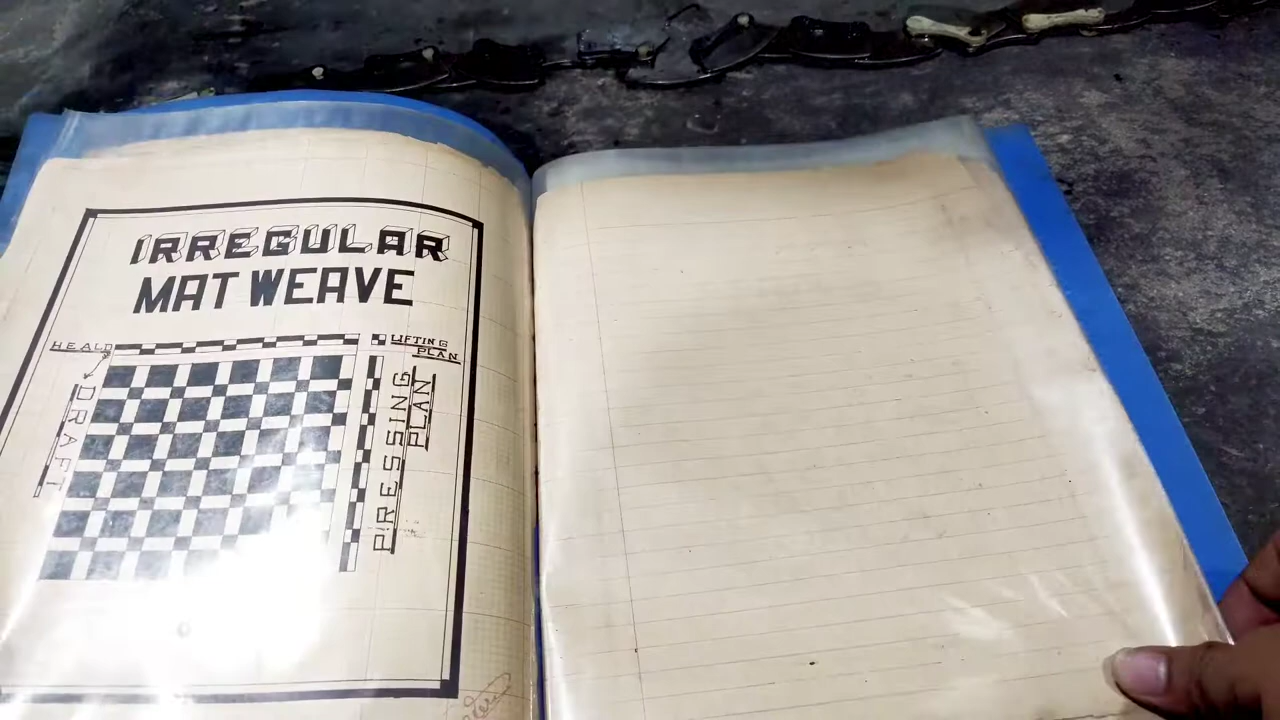 IRREGULAR
MAT WEAVE
HEALD
DRAFT
LIFTING
PLAN
PRESSING
PLAN